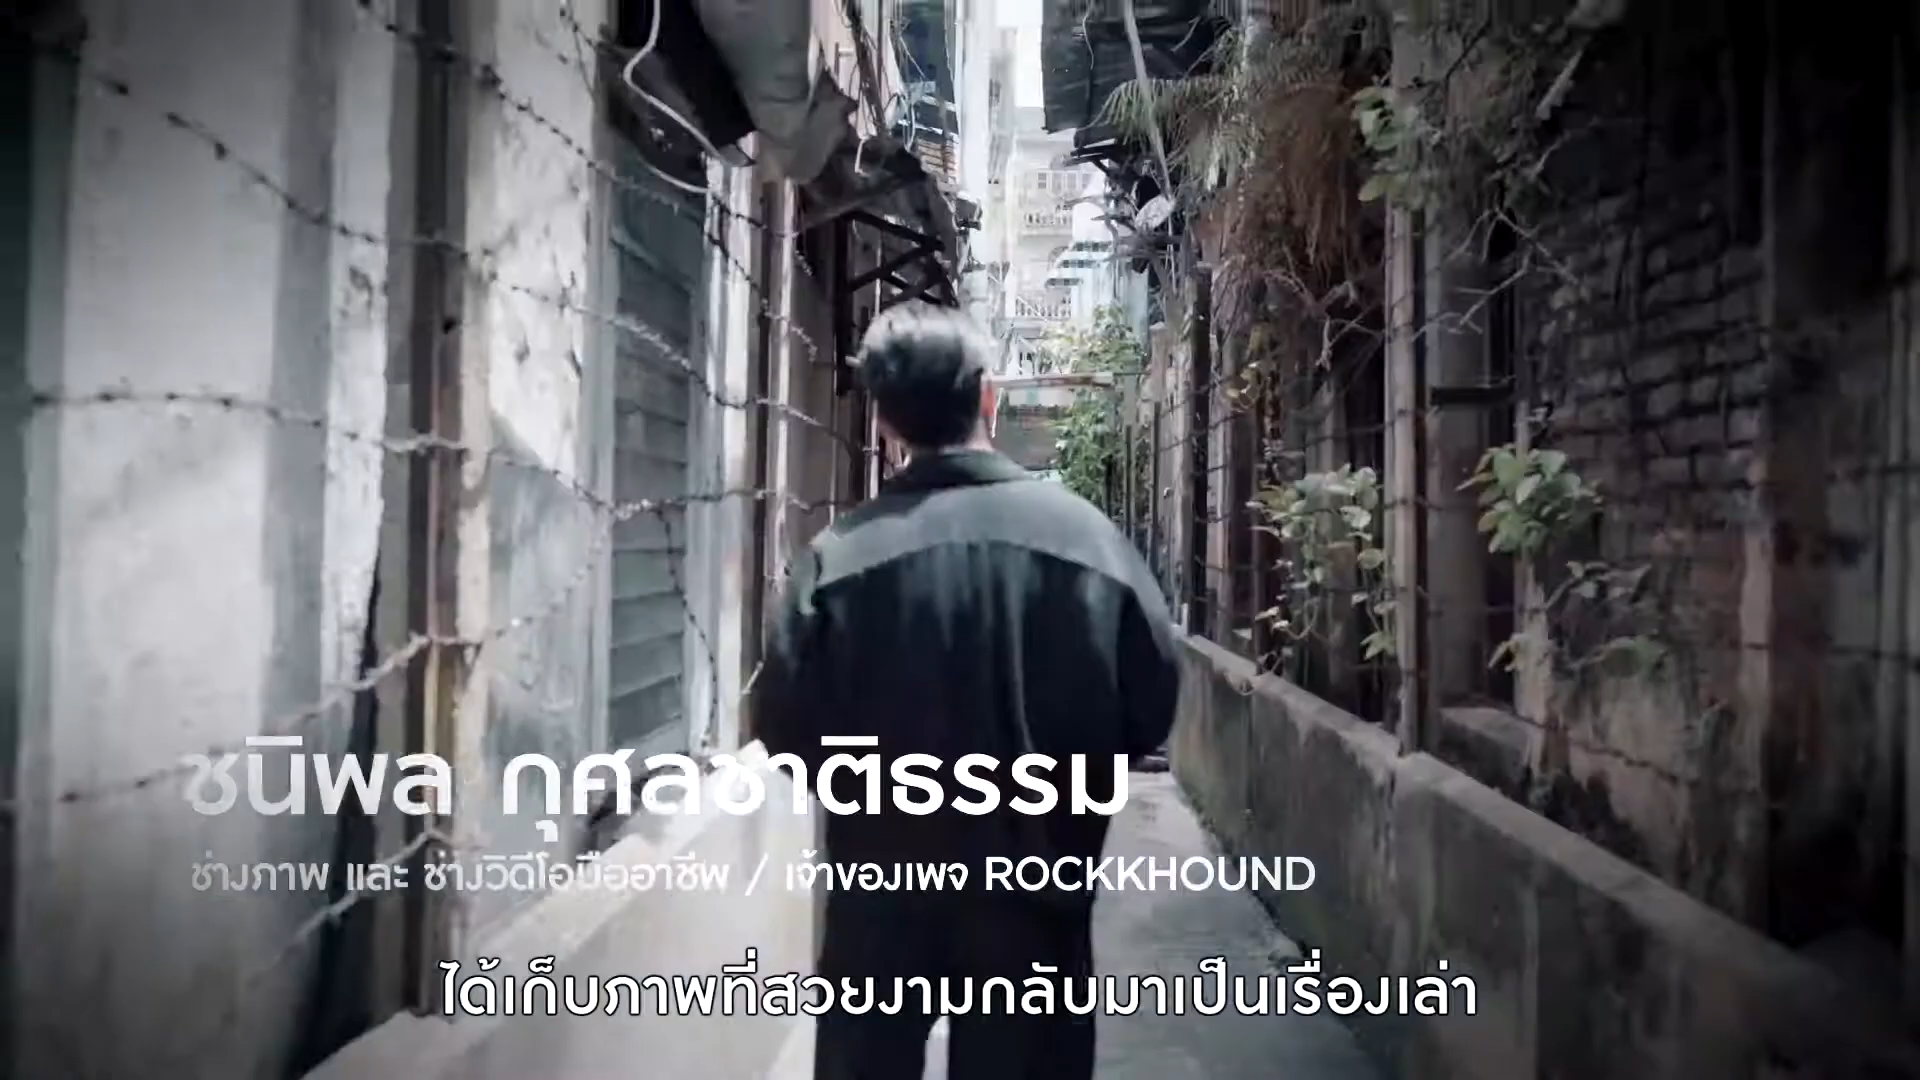 ชนิพล กุศลชาติธรรม
ช่างภาพ และ ช่างวิดีโอมืออาชีพ / เจ้าของเพจ ROCKKHOUND
ได้เก็บภาพที่สวยงามกลับมาเป็นเรื่องเล่า